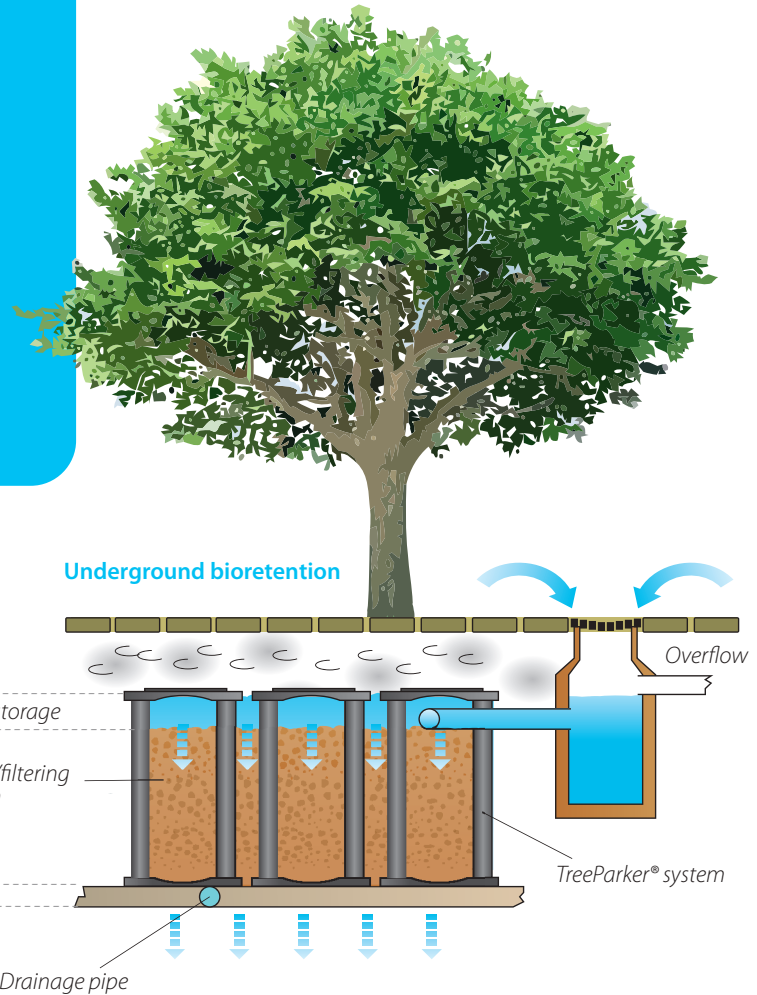 Underground bioretention
Overflow
torage
/filtering
TreeParker® system
Drainage pipe